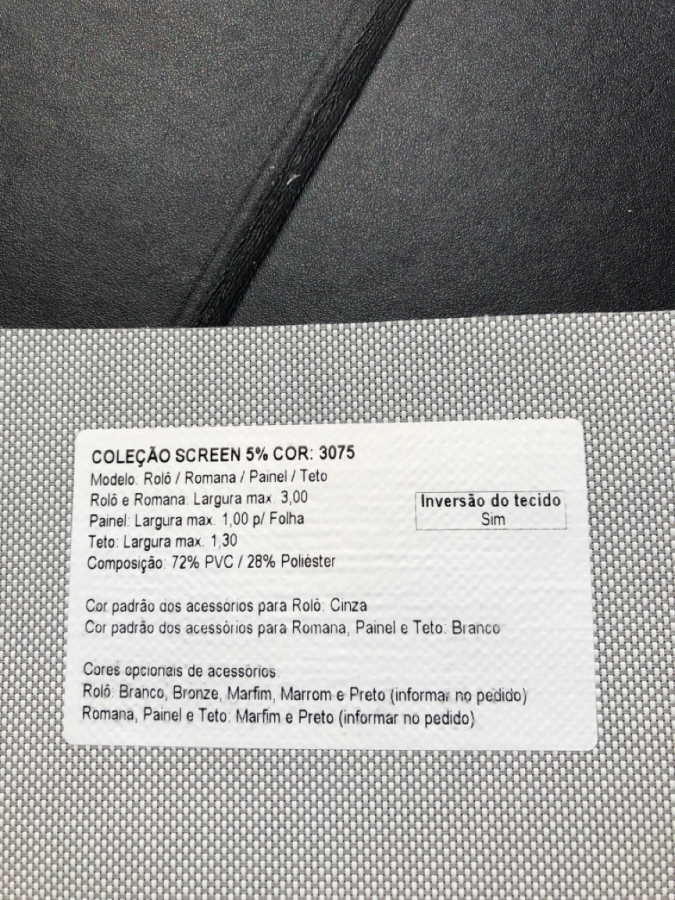 COLEÇÃO SCREEN 5% COR: 3075
Modelo: Rolô / Romana / Painel / Teto
Rolô e Romana: Largura max. 3,00
Painel: Largura max. 1,00 p/ Folha
Teto: Largura max. 1,30
Composição: 72% PVC / 28% Poliéster
Inversão do tecido
Sim
Cor padrão dos acessórios para Rolô: Cinza
Cor padrão dos acessórios para Romana, Painel e Teto: Branco
Cores opcionais de acessórios
Rolô: Branco, Bronze, Marfim, Marrom e Preto (informar no pedido)
Romana, Painel e Teto: Marfim e Preto (informar no pedido)